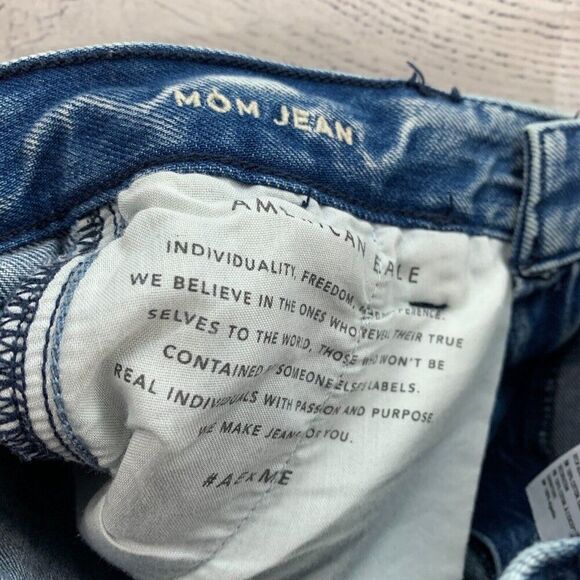 MOM JEAN
AMERICAN EAGLE
INDIVIDUALITY, FREEDOM, DIFFERENCE.
WE BELIEVE IN THE ONES WHO REVEAL THEIR TRUE
SELVES TO THE WORLD, THOSE WHO WON'T BE
CONTAINED SOMEONE ELSE'S LABELS.
REAL INDIVIDUALS WITH PASSION AND PURPOSE
WE MAKE JEANS FOR YOU.
#AExME